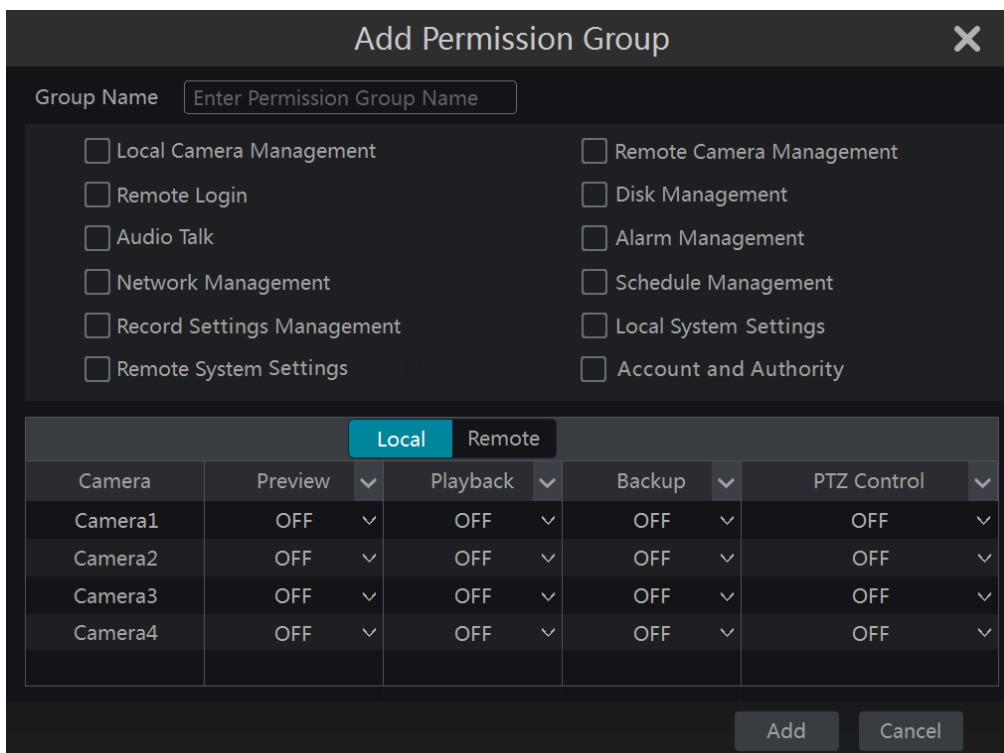 Add Permission Group
Group Name Enter Permission Group Name
Local Camera Management Remote Camera Management
Remote Login Disk Management
Audio Talk Alarm Management
Network Management Schedule Management
Record Settings Management Local System Settings
Remote System Settings Account and Authority
Local Remote
Camera Preview Playback Backup PTZ Control
Camera1 OFF OFF OFF OFF
Camera2 OFF OFF OFF OFF
Camera3 OFF OFF OFF OFF
Camera4 OFF OFF OFF OFF
Add Cancel